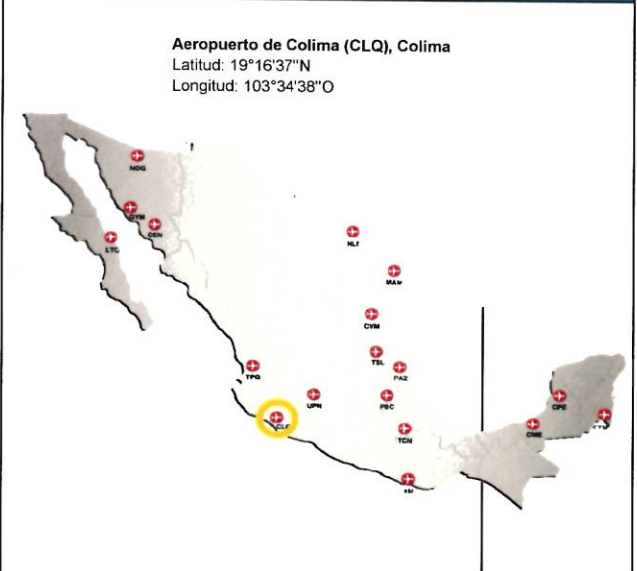 Aeropuerto de Colima (CLQ), Colima
Latitud: 19°16'37"N
Longitud: 103°34'38"O
NOG
GYM
CEN
LTO
NLD
MAM
CVM
TSL
TPQ
PAZ
UPN
PBC
CPE
CME
TCN